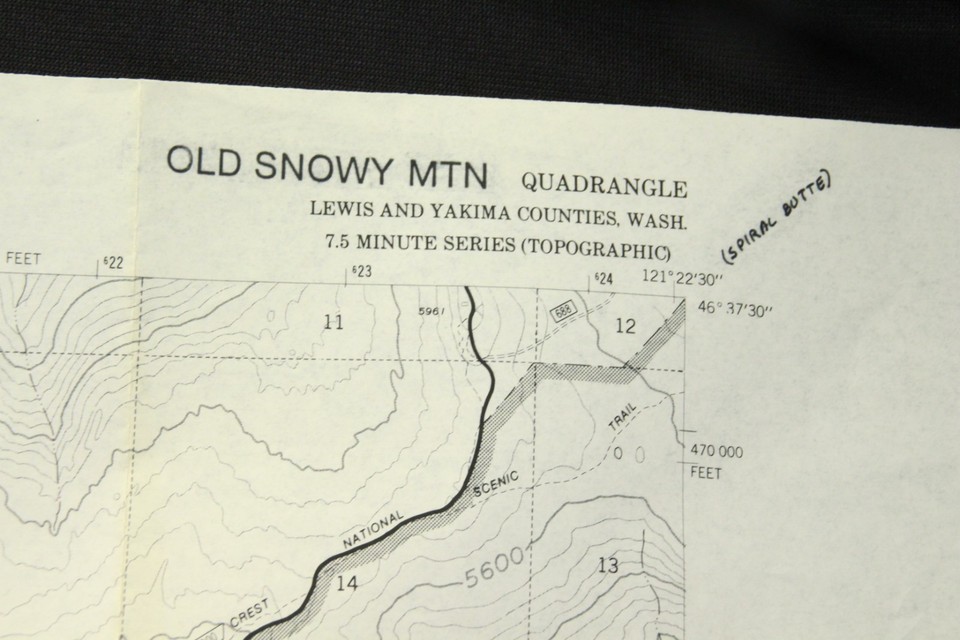 OLD SNOWY MTN QUADRANGLE
LEWIS AND YAKIMA COUNTIES, WASH.
7.5 MINUTE SERIES (TOPOGRAPHIC)
(SPIRAL BUTTE)
FEET
⁶22
⁶23
⁶24
121°22'30"
46°37'30"
11
5961
688
12
TRAIL
470 000
FEET
SCENIC
NATIONAL
5600
13
14
CREST